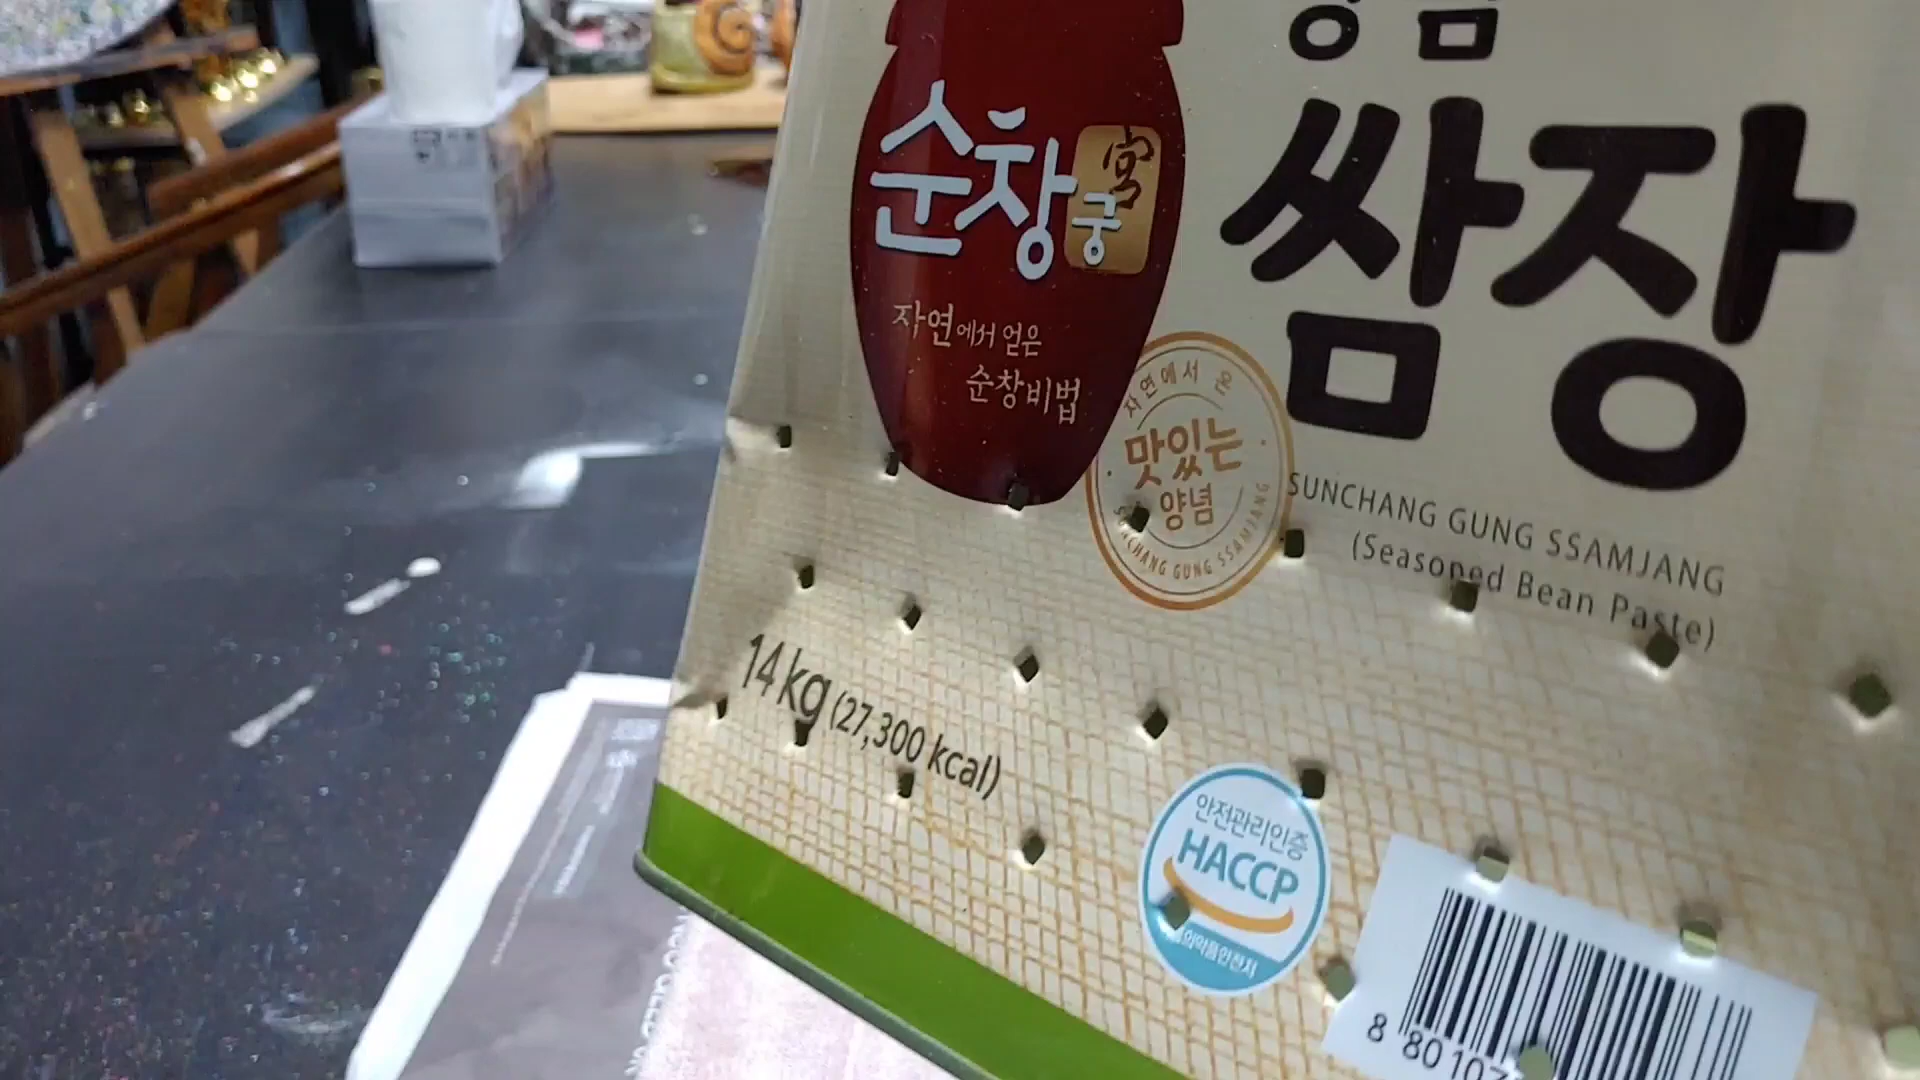 쌈장
순창궁
宮
자연에서 얻은
순창비법
자연에서 온
맛있는
양념
SUNCHANG GUNG SSAMJANG
SUNCHANG GUNG SSAMJANG
(Seasoned Bean Paste)
14 kg (27,300 kcal)
안전관리인증
HACCP
8 80107